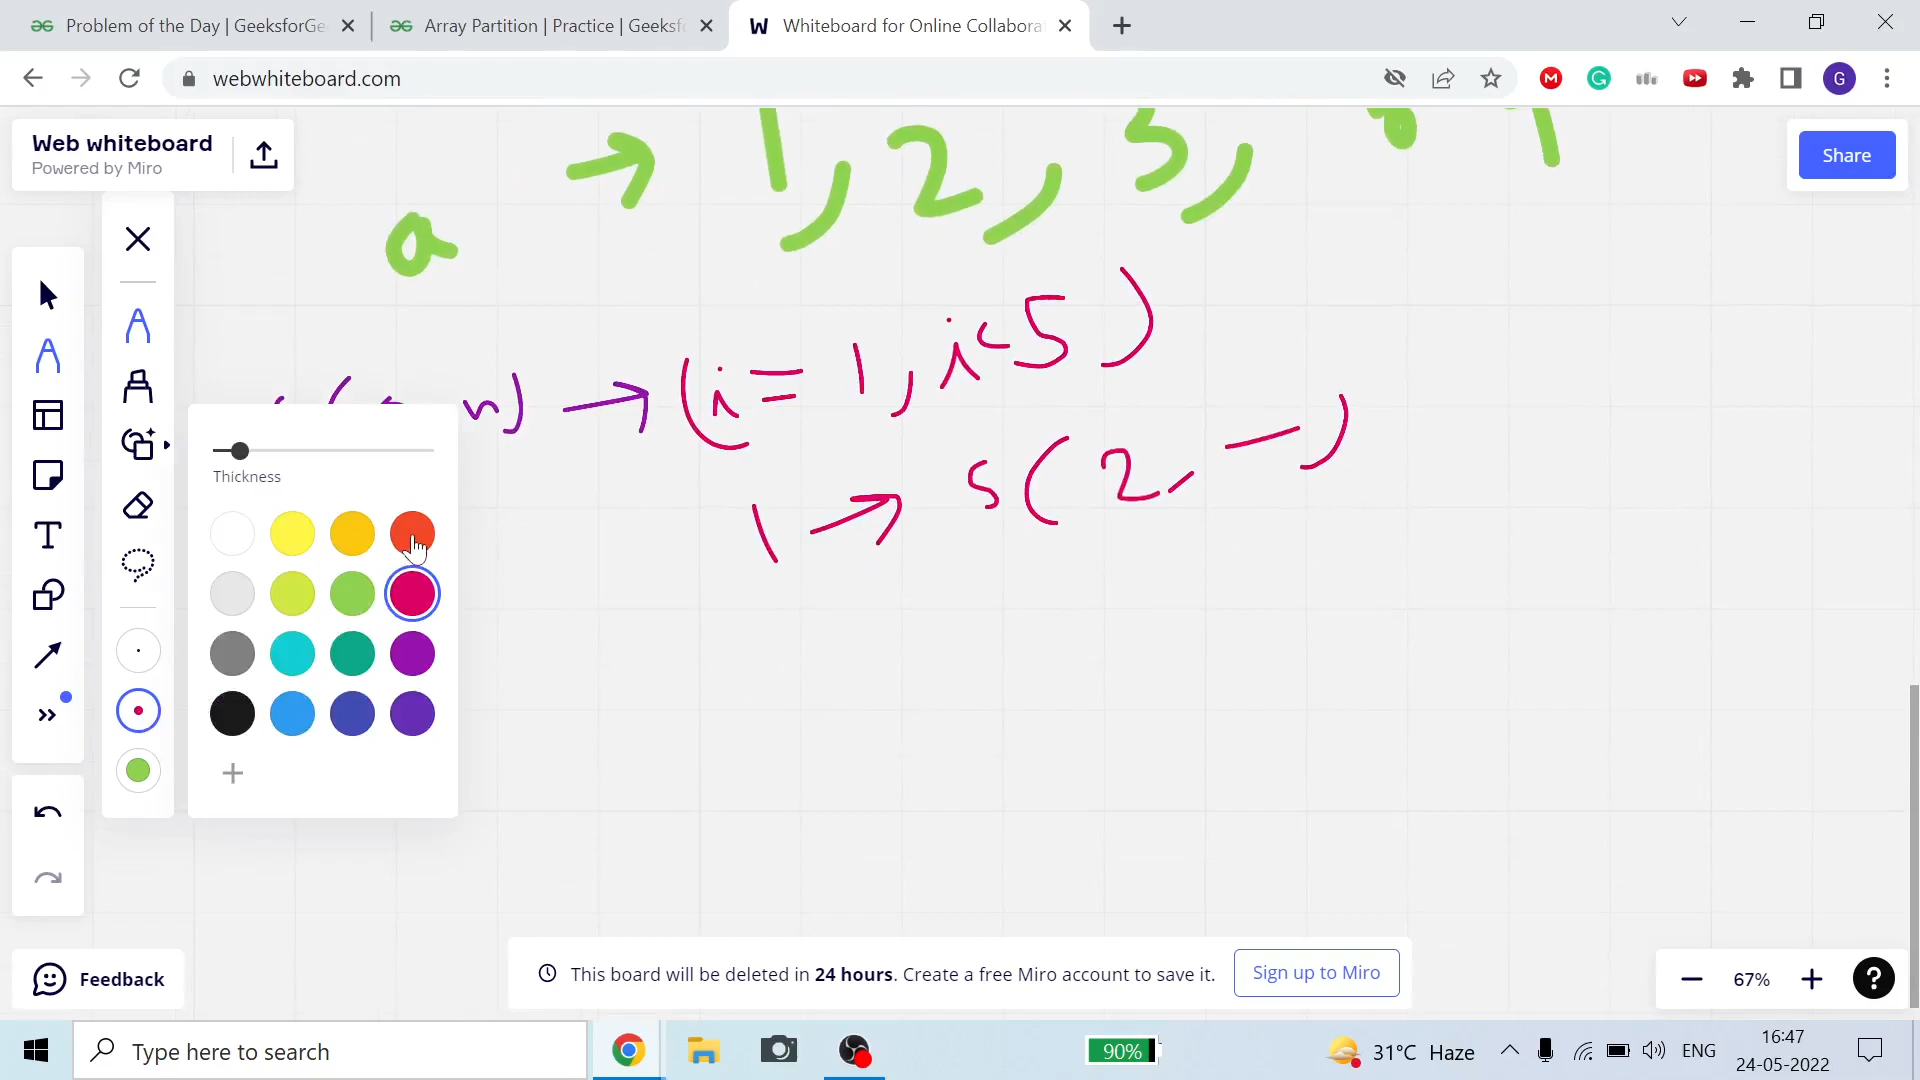 Problem of the Day | GeeksforGe
Array Partition | Practice | Geeksf
Whiteboard for Online Collabora
webwhiteboard.com
G
Web whiteboard
Powered by Miro
Share
→ 1, 2, 3,
a
n) → (i = 1, i<5)
1 → s(2, —)
Thickness
T
Feedback
This board will be deleted in 24 hours. Create a free Miro account to save it.
Sign up to Miro
67%
?
Type here to search
90%
31°C Haze
ENG
16:47
24-05-2022